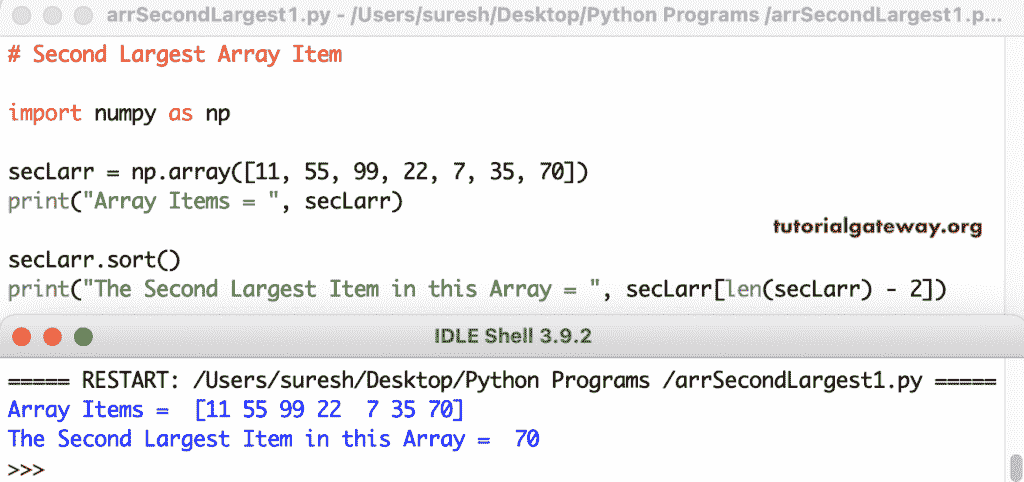 arrSecondLargest1.py - /Users/suresh/Desktop/Python Programs /arrSecondLargest1.p...
# Second Largest Array Item
import numpy as np
secLarr = np.array([11, 55, 99, 22, 7, 35, 70])
print("Array Items = ", secLarr)
tutorialgateway.org
secLarr.sort()
print("The Second Largest Item in this Array = ", secLarr[len(secLarr) - 2])
IDLE Shell 3.9.2
===== RESTART: /Users/suresh/Desktop/Python Programs /arrSecondLargest1.py =====
Array Items =  [11 55 99 22  7 35 70]
The Second Largest Item in this Array =  70
>>>